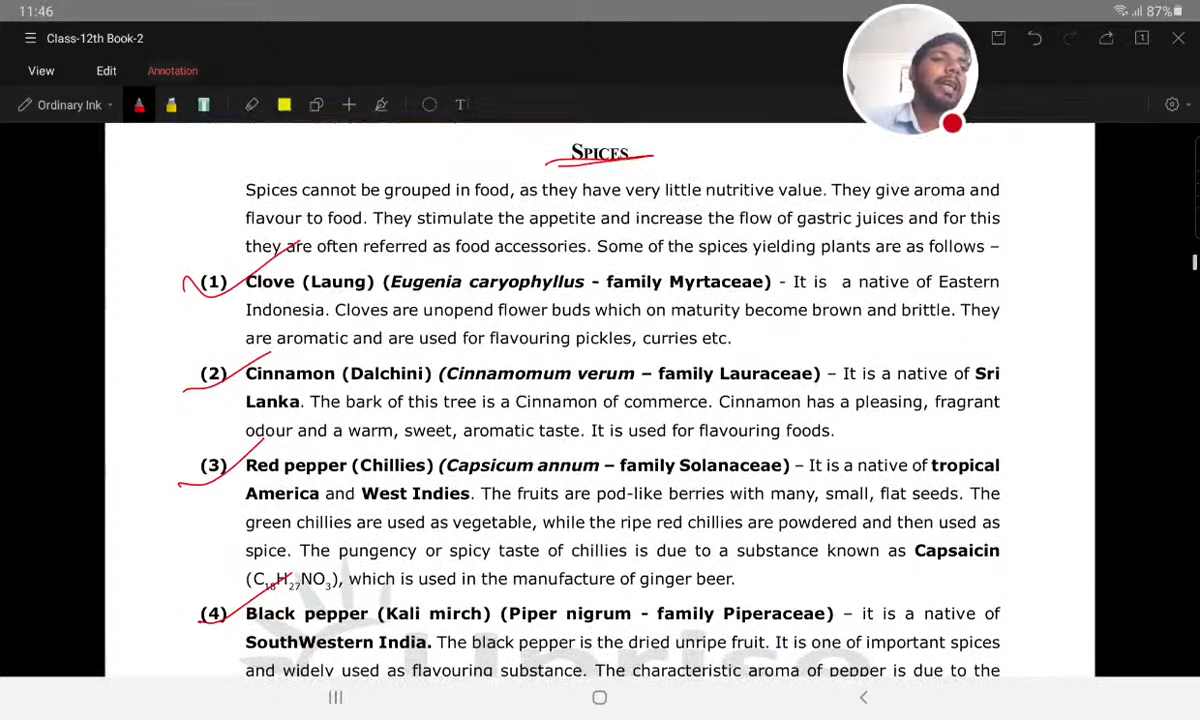 11:46
87%
Class-12th Book-2
1
View Edit Annotation
Ordinary Ink
T
SPICES
Spices cannot be grouped in food, as they have very little nutritive value. They give aroma and
flavour to food. They stimulate the appetite and increase the flow of gastric juices and for this
they are often referred as food accessories. Some of the spices yielding plants are as follows –
(1) Clove (Laung) (Eugenia caryophyllus - family Myrtaceae) - It is a native of Eastern
Indonesia. Cloves are unopend flower buds which on maturity become brown and brittle. They
are aromatic and are used for flavouring pickles, curries etc.
(2) Cinnamon (Dalchini) (Cinnamomum verum – family Lauraceae) – It is a native of Sri
Lanka. The bark of this tree is a Cinnamon of commerce. Cinnamon has a pleasing, fragrant
odour and a warm, sweet, aromatic taste. It is used for flavouring foods.
(3) Red pepper (Chillies) (Capsicum annum – family Solanaceae) – It is a native of tropical
America and West Indies. The fruits are pod-like berries with many, small, flat seeds. The
green chillies are used as vegetable, while the ripe red chillies are powdered and then used as
spice. The pungency or spicy taste of chillies is due to a substance known as Capsaicin
(C18H27NO3), which is used in the manufacture of ginger beer.
(4) Black pepper (Kali mirch) (Piper nigrum - family Piperaceae) – it is a native of
SouthWestern India. The black pepper is the dried unripe fruit. It is one of important spices
and widely used as flavouring substance. The characteristic aroma of pepper is due to the